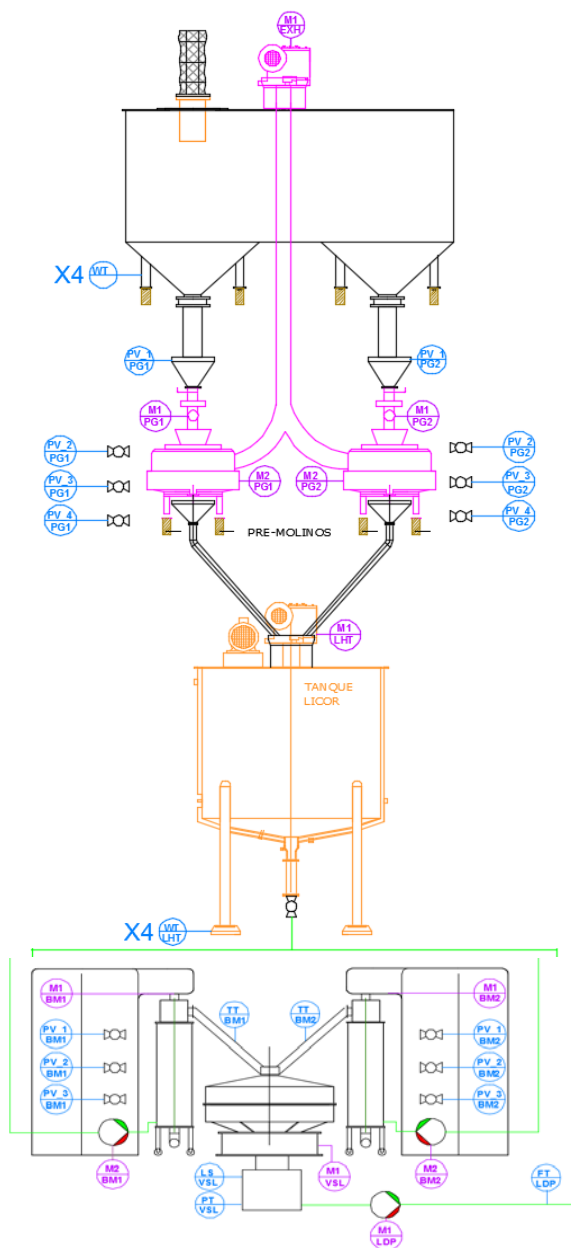 M1
EXH
X4
WT
PV_1
PG1
PV_1
PG2
M1
PG1
M1
PG2
PV_2
PG1
PV_2
PG2
M2
PG1
M2
PG2
PV_3
PG1
PV_3
PG2
PV_4
PG1
PV_4
PG2
PRE-MOLINOS
M1
LHT
TANQUE
LICOR
X4
WT
LHT
M1
BM1
M1
BM2
TT
BM1
TT
BM2
PV_1
BM1
PV_1
BM2
PV_2
BM1
PV_2
BM2
PV_3
BM1
PV_3
BM2
M2
BM1
M2
BM2
LS
VSL
M1
VSL
FT
LDP
PT
VSL
M1
LDP